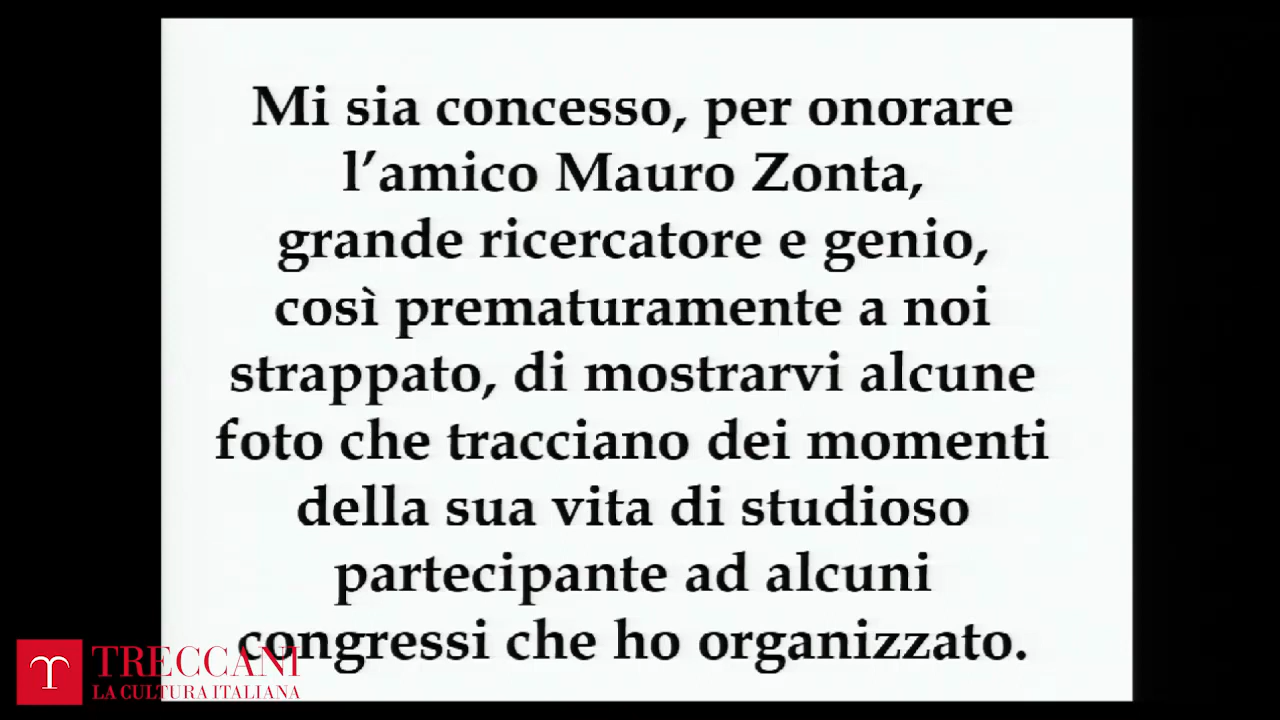 Mi sia concesso, per onorare
l’amico Mauro Zonta,
grande ricercatore e genio,
così prematuramente a noi
strappato, di mostrarvi alcune
foto che tracciano dei momenti
della sua vita di studioso
partecipante ad alcuni
congressi che ho organizzato.
TRECCANI
LA CULTURA ITALIANA